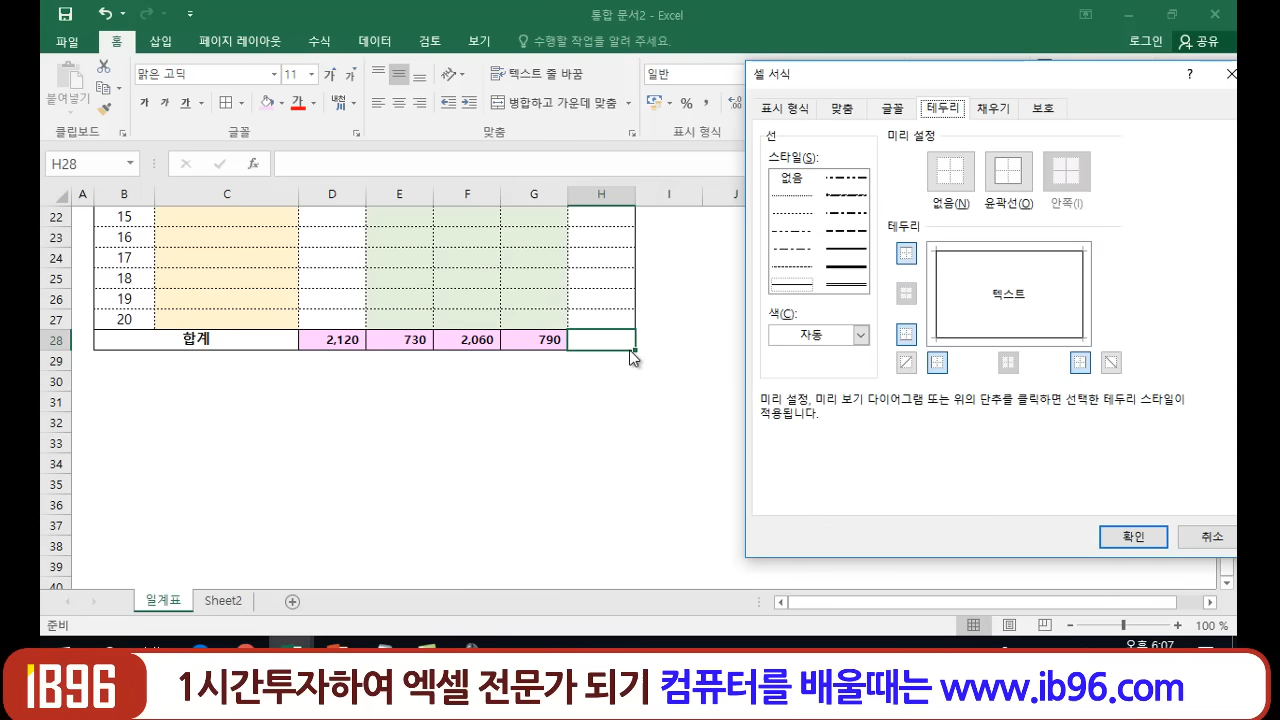 통합 문서2 - Excel
파일 홈 삽입 페이지 레이아웃 수식 데이터 검토 보기 수행할 작업을 알려 주세요. 로그인 공유
붙여넣기
맑은 고딕 11
가 가 가 가 내천 가
텍스트 줄 바꿈
병합하고 가운데 맞춤
일반
% ,
클립보드 글꼴 맞춤 표시 형식
H28 fx
A B C D E F G H I J
22 15
23 16
24 17
25 18
26 19
27 20
28 합계 2,120 730 2,060 790
29
30
31
32
33
34
35
36
37
38
39
40
셀 서식 ?
표시 형식 맞춤 글꼴 테두리 채우기 보호
선
스타일(S):
없음
색(C):
자동
미리 설정
없음(N) 윤곽선(O) 안쪽(I)
테두리
텍스트
미리 설정, 미리 보기 다이어그램 또는 위의 단추를 클릭하면 선택한 테두리 스타일이
적용됩니다.
확인 취소
일계표 Sheet2
준비 100 %
오후 6:07
IB96 1시간투자하여 엑셀 전문가 되기 컴퓨터를 배울때는 www.ib96.com